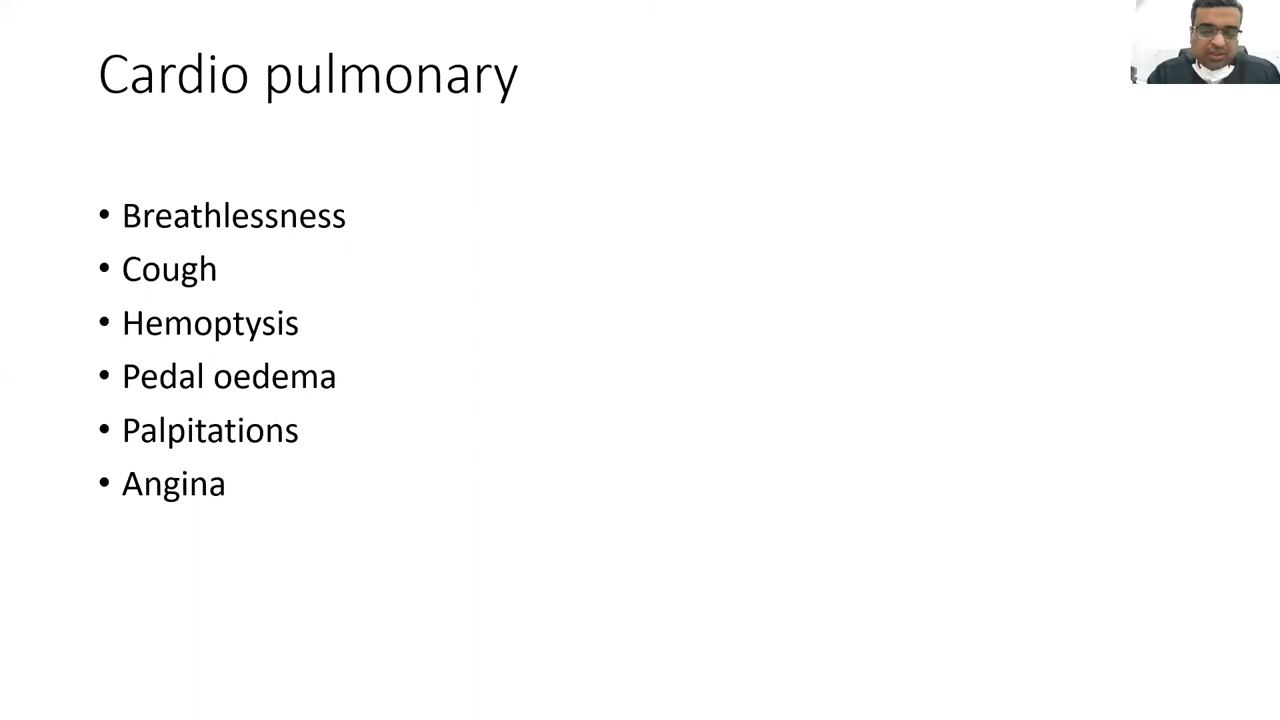 Cardio pulmonary
• Breathlessness
• Cough
• Hemoptysis
• Pedal oedema
• Palpitations
• Angina